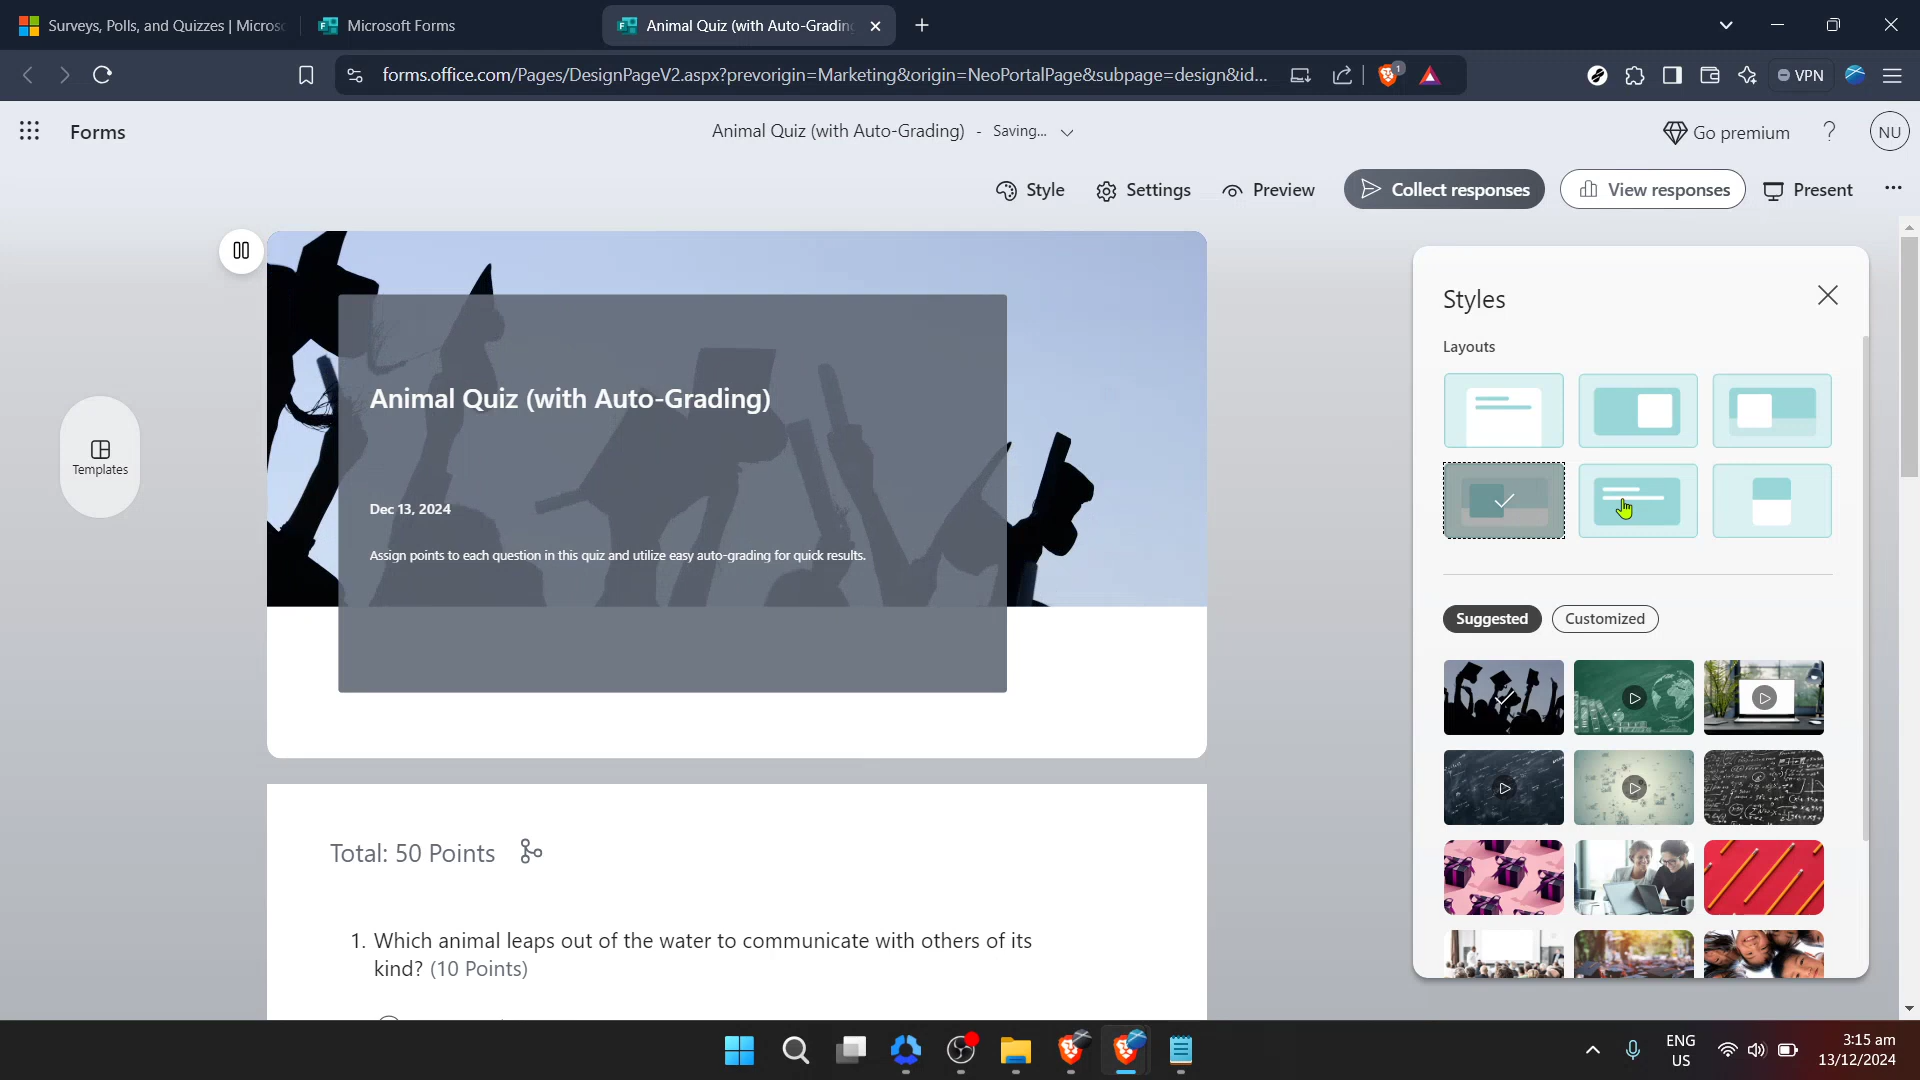 Surveys, Polls, and Quizzes | Micros
Microsoft Forms
Animal Quiz (with Auto-Gradin
forms.office.com/Pages/DesignPageV2.aspx?prevorigin=Marketing&origin=NeoPortalPage&subpage=design&id...
1
VPN
Forms
Animal Quiz (with Auto-Grading) - Saving...
Go premium
?
NU
Style
Settings
Preview
Collect responses
View responses
Present
Templates
Animal Quiz (with Auto-Grading)
Dec 13, 2024
Assign points to each question in this quiz and utilize easy auto-grading for quick results.
Total: 50 Points
1. Which animal leaps out of the water to communicate with others of its
kind? (10 Points)
Styles
Layouts
Suggested
Customized
ENG
US
3:15 am
13/12/2024